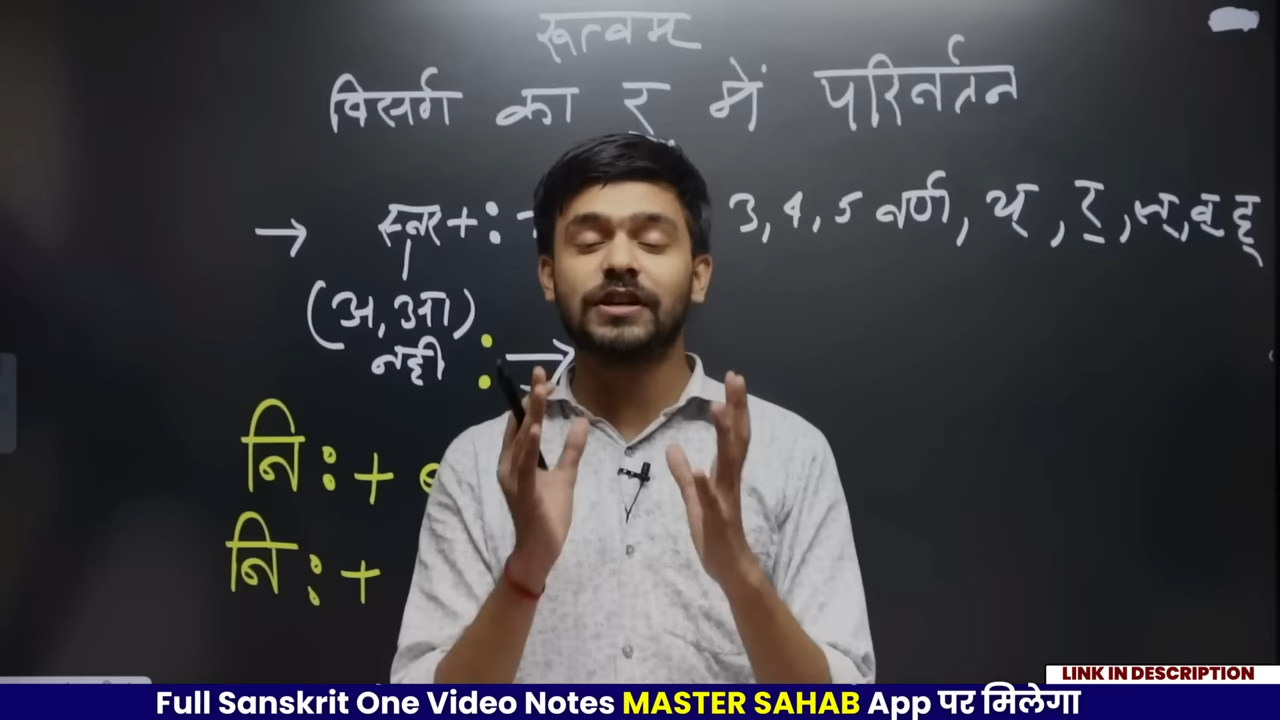 रूत्वम
विसर्ग का र् में परिवर्तन
→ स्वर + : 3, 4, 5 वर्ण, य्, र्, ल्, व् ह्
(अ, आ)
नही : →
नि : +
नि : +
LINK IN DESCRIPTION
Full Sanskrit One Video Notes MASTER SAHAB App पर मिलेगा